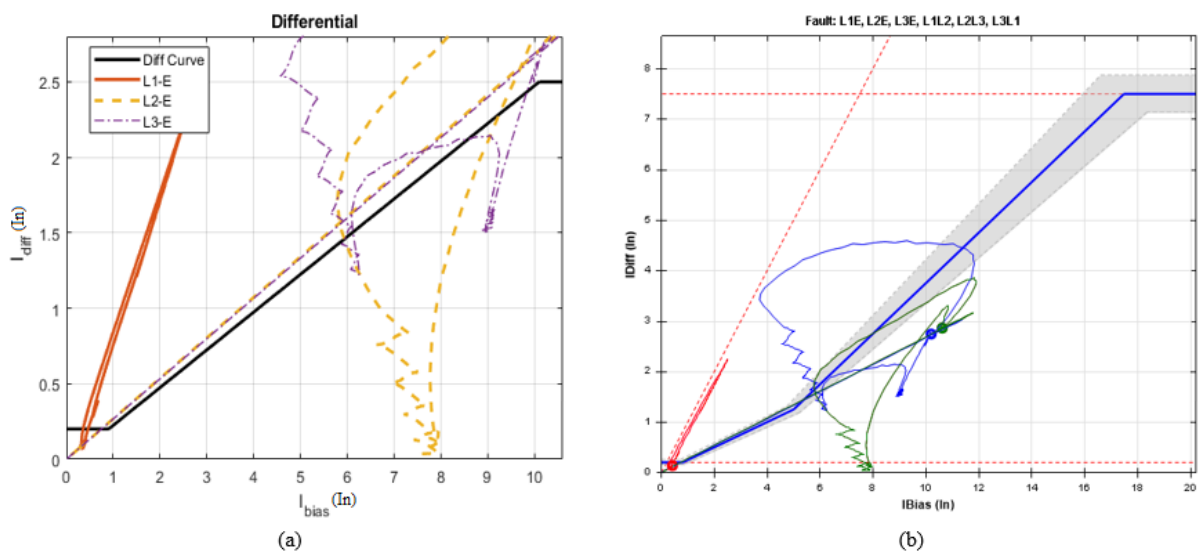 Differential
2.5
2
1.5
1
0.5
0
Diff Curve
L1-E
L2-E
L3-E
I_diff (In)
0 1 2 3 4 5 6 7 8 9 10
I_bias (In)
(a)
Fault: L1E, L2E, L3E, L1L2, L2L3, L3L1
8
7
6
5
4
3
2
1
0
IDiff (In)
0 2 4 6 8 10 12 14 16 18 20
IBias (In)
(b)